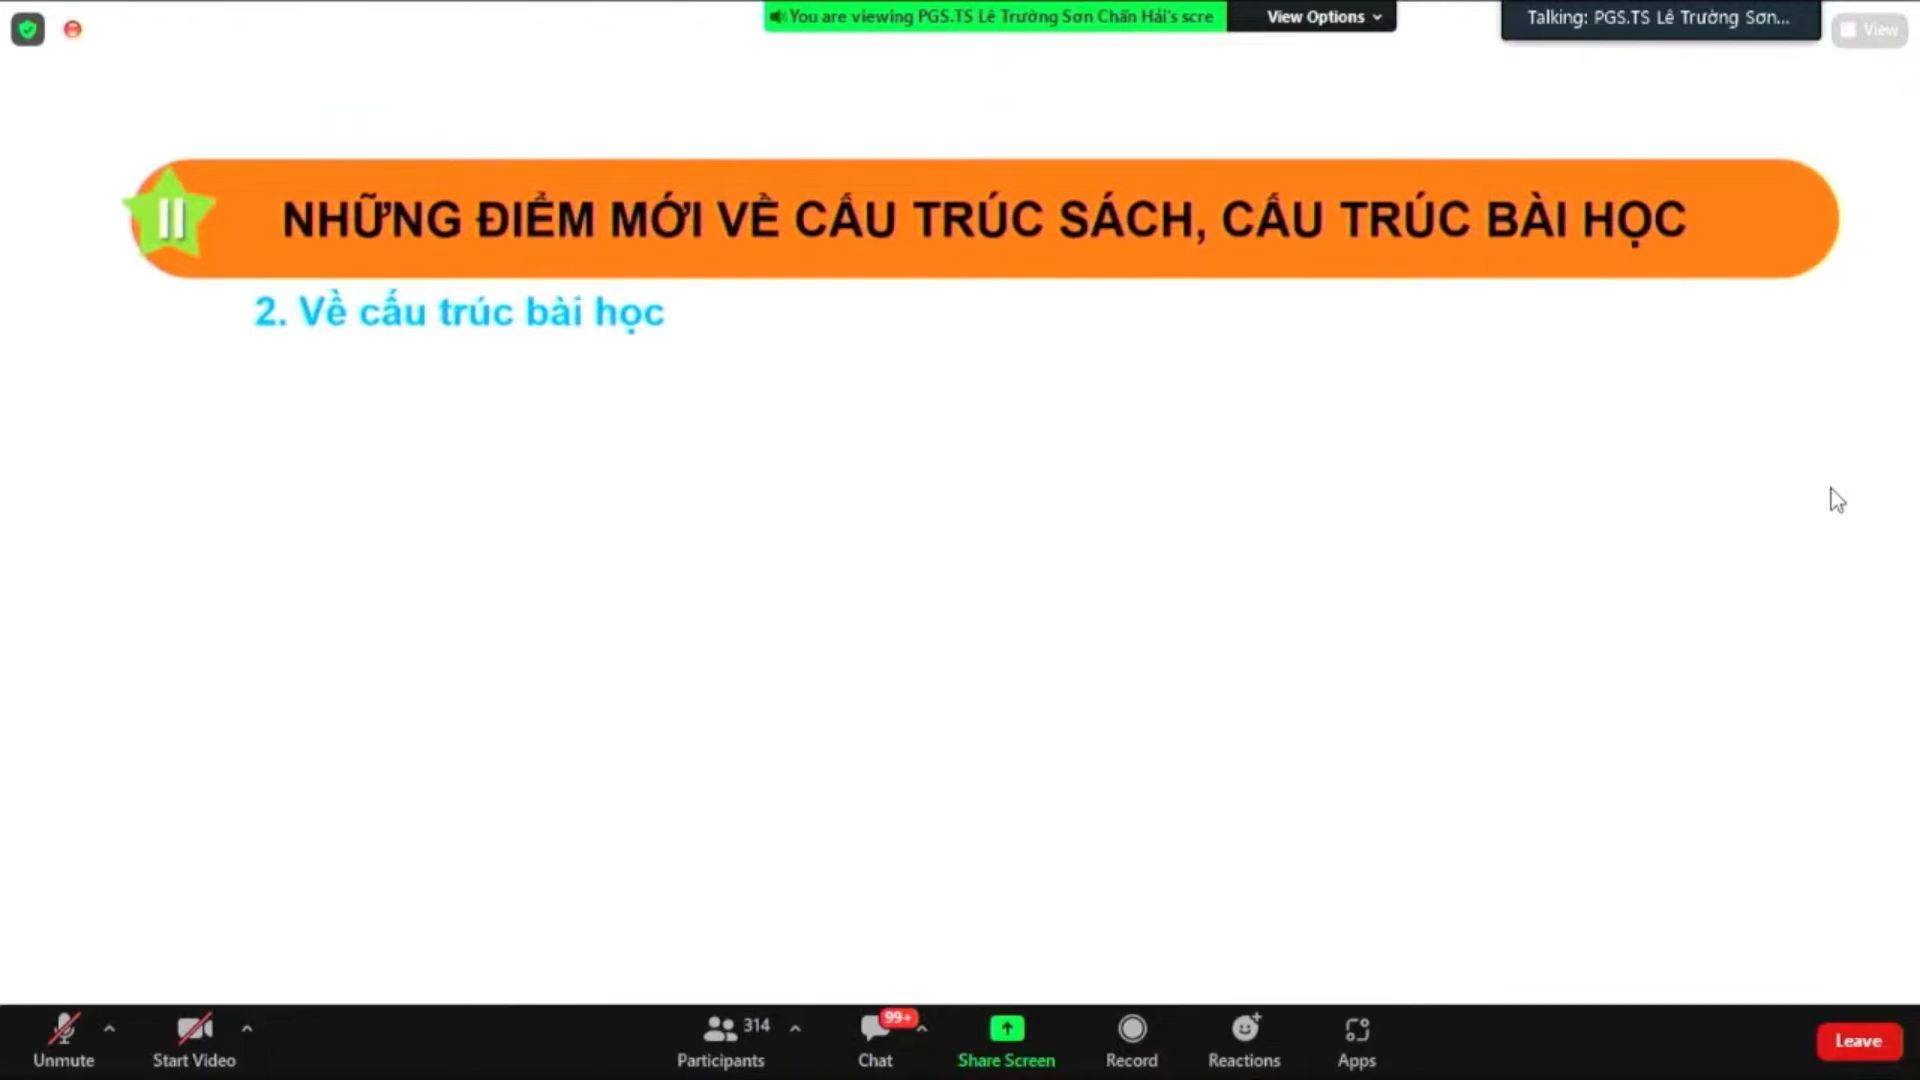 You are viewing PGS.TS Lê Trường Sơn Chấn Hải's scre
View Options
Talking: PGS.TS Lê Trường Sơn...
View
II
NHỮNG ĐIỂM MỚI VỀ CẤU TRÚC SÁCH, CẤU TRÚC BÀI HỌC
2. Về cấu trúc bài học
314
99+
Unmute
Start Video
Participants
Chat
Share Screen
Record
Reactions
Apps
Leave